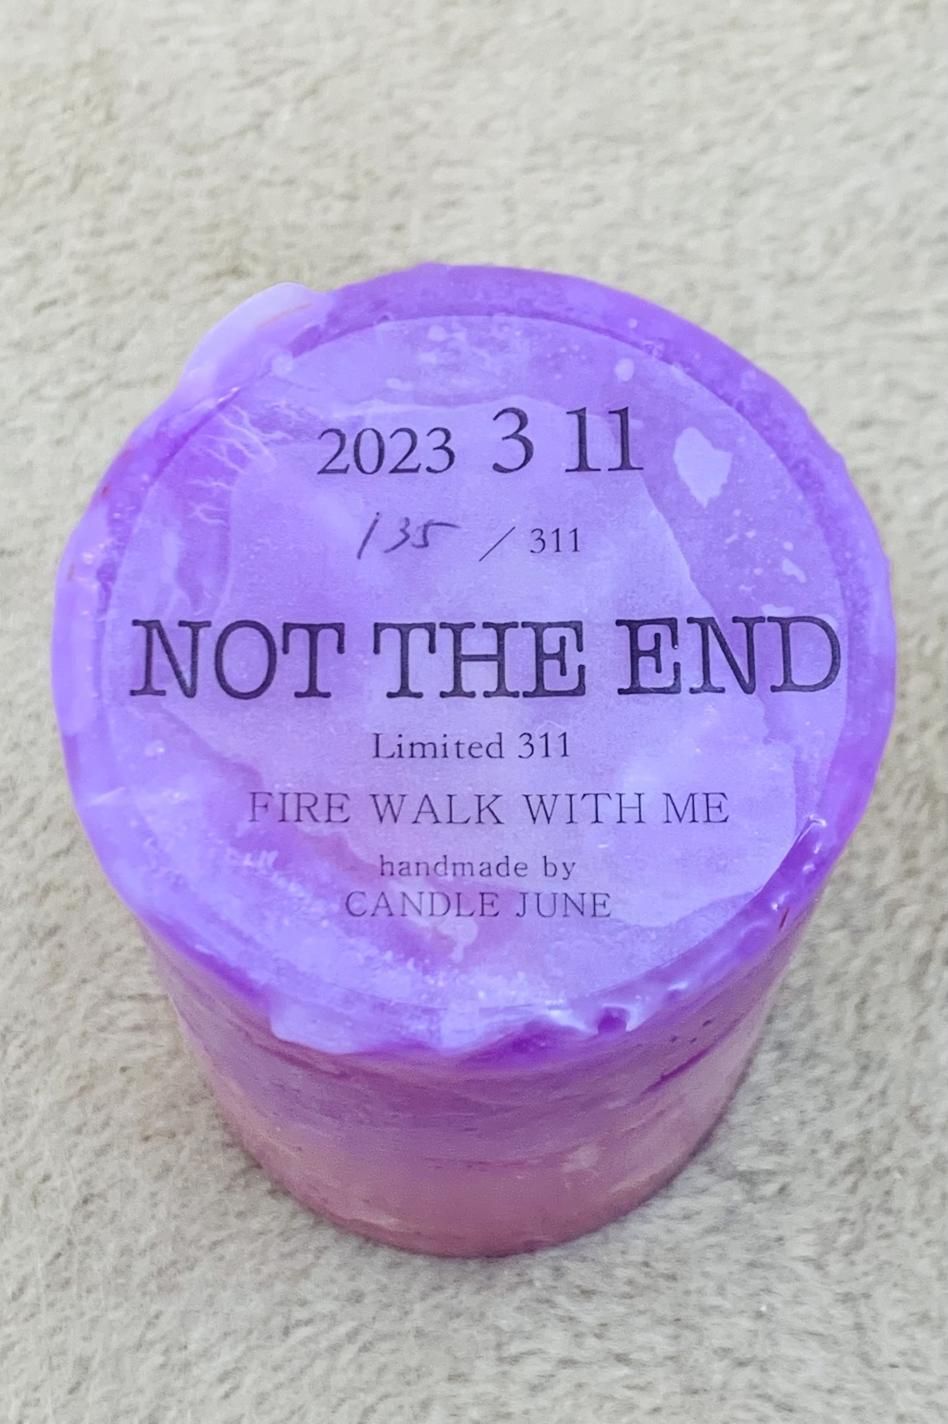 2023 3 11
135 / 311
NOT THE END
Limited 311
FIRE WALK WITH ME
handmade by
CANDLE JUNE